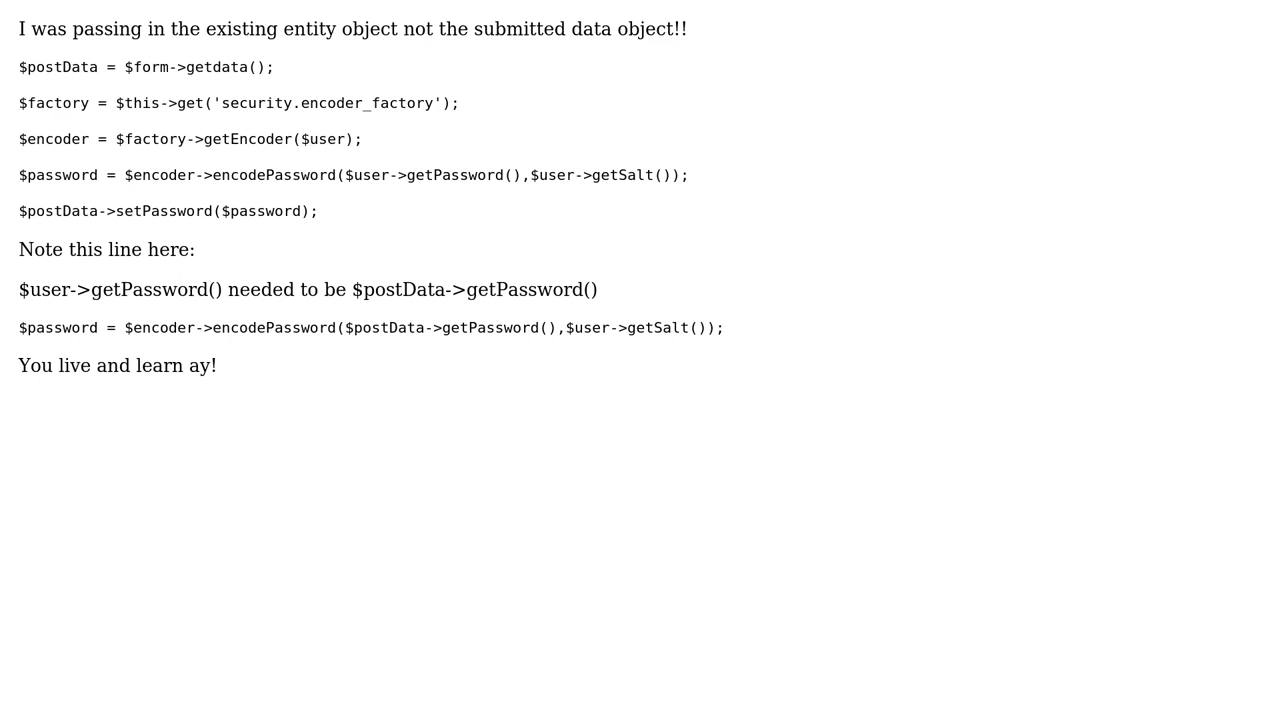 I was passing in the existing entity object not the submitted data object!!
$postData = $form->getdata();
$factory = $this->get('security.encoder_factory');
$encoder = $factory->getEncoder($user);
$password = $encoder->encodePassword($user->getPassword(),$user->getSalt());
$postData->setPassword($password);
Note this line here:
$user->getPassword() needed to be $postData->getPassword()
$password = $encoder->encodePassword($postData->getPassword(),$user->getSalt());
You live and learn ay!